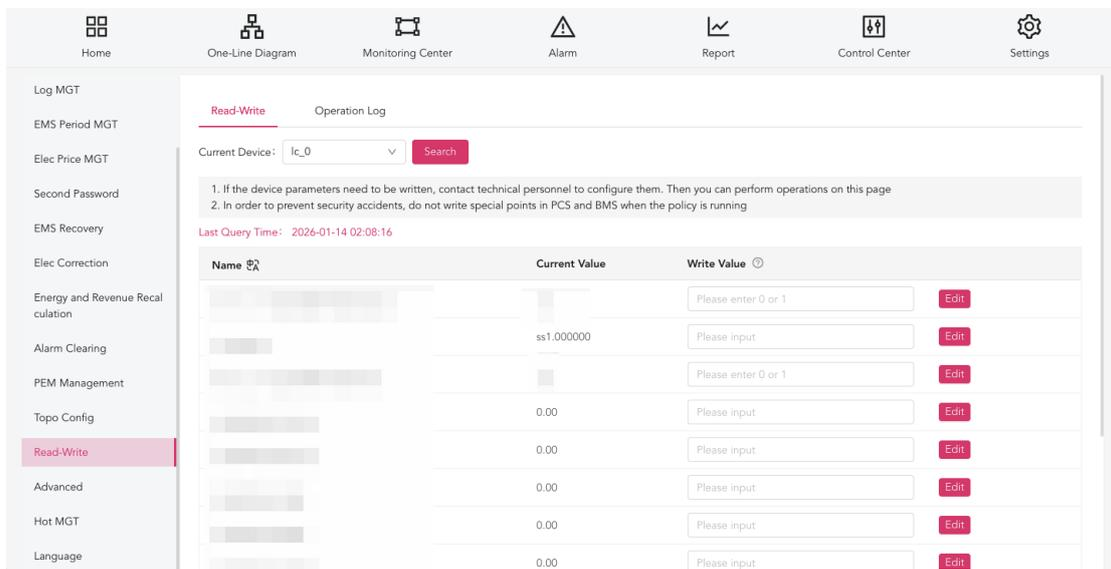 Home
One-Line Diagram
Monitoring Center
Alarm
Report
Control Center
Settings
Log MGT
EMS Period MGT
Elec Price MGT
Second Password
EMS Recovery
Elec Correction
Energy and Revenue Recal
culation
Alarm Clearing
PEM Management
Topo Config
Read-Write
Advanced
Hot MGT
Language
Read-Write Operation Log
Current Device: lc_0 Search
1. If the device parameters need to be written, contact technical personnel to configure them. Then you can perform operations on this page
2. In order to prevent security accidents, do not write special points in PCS and BMS when the policy is running
Last Query Time: 2026-01-14 02:08:16
Name Current Value Write Value
Please enter 0 or 1 Edit
ss1.000000 Please input Edit
Please enter 0 or 1 Edit
0.00 Please input Edit
0.00 Please input Edit
0.00 Please input Edit
0.00 Please input Edit
0.00 Please input Edit